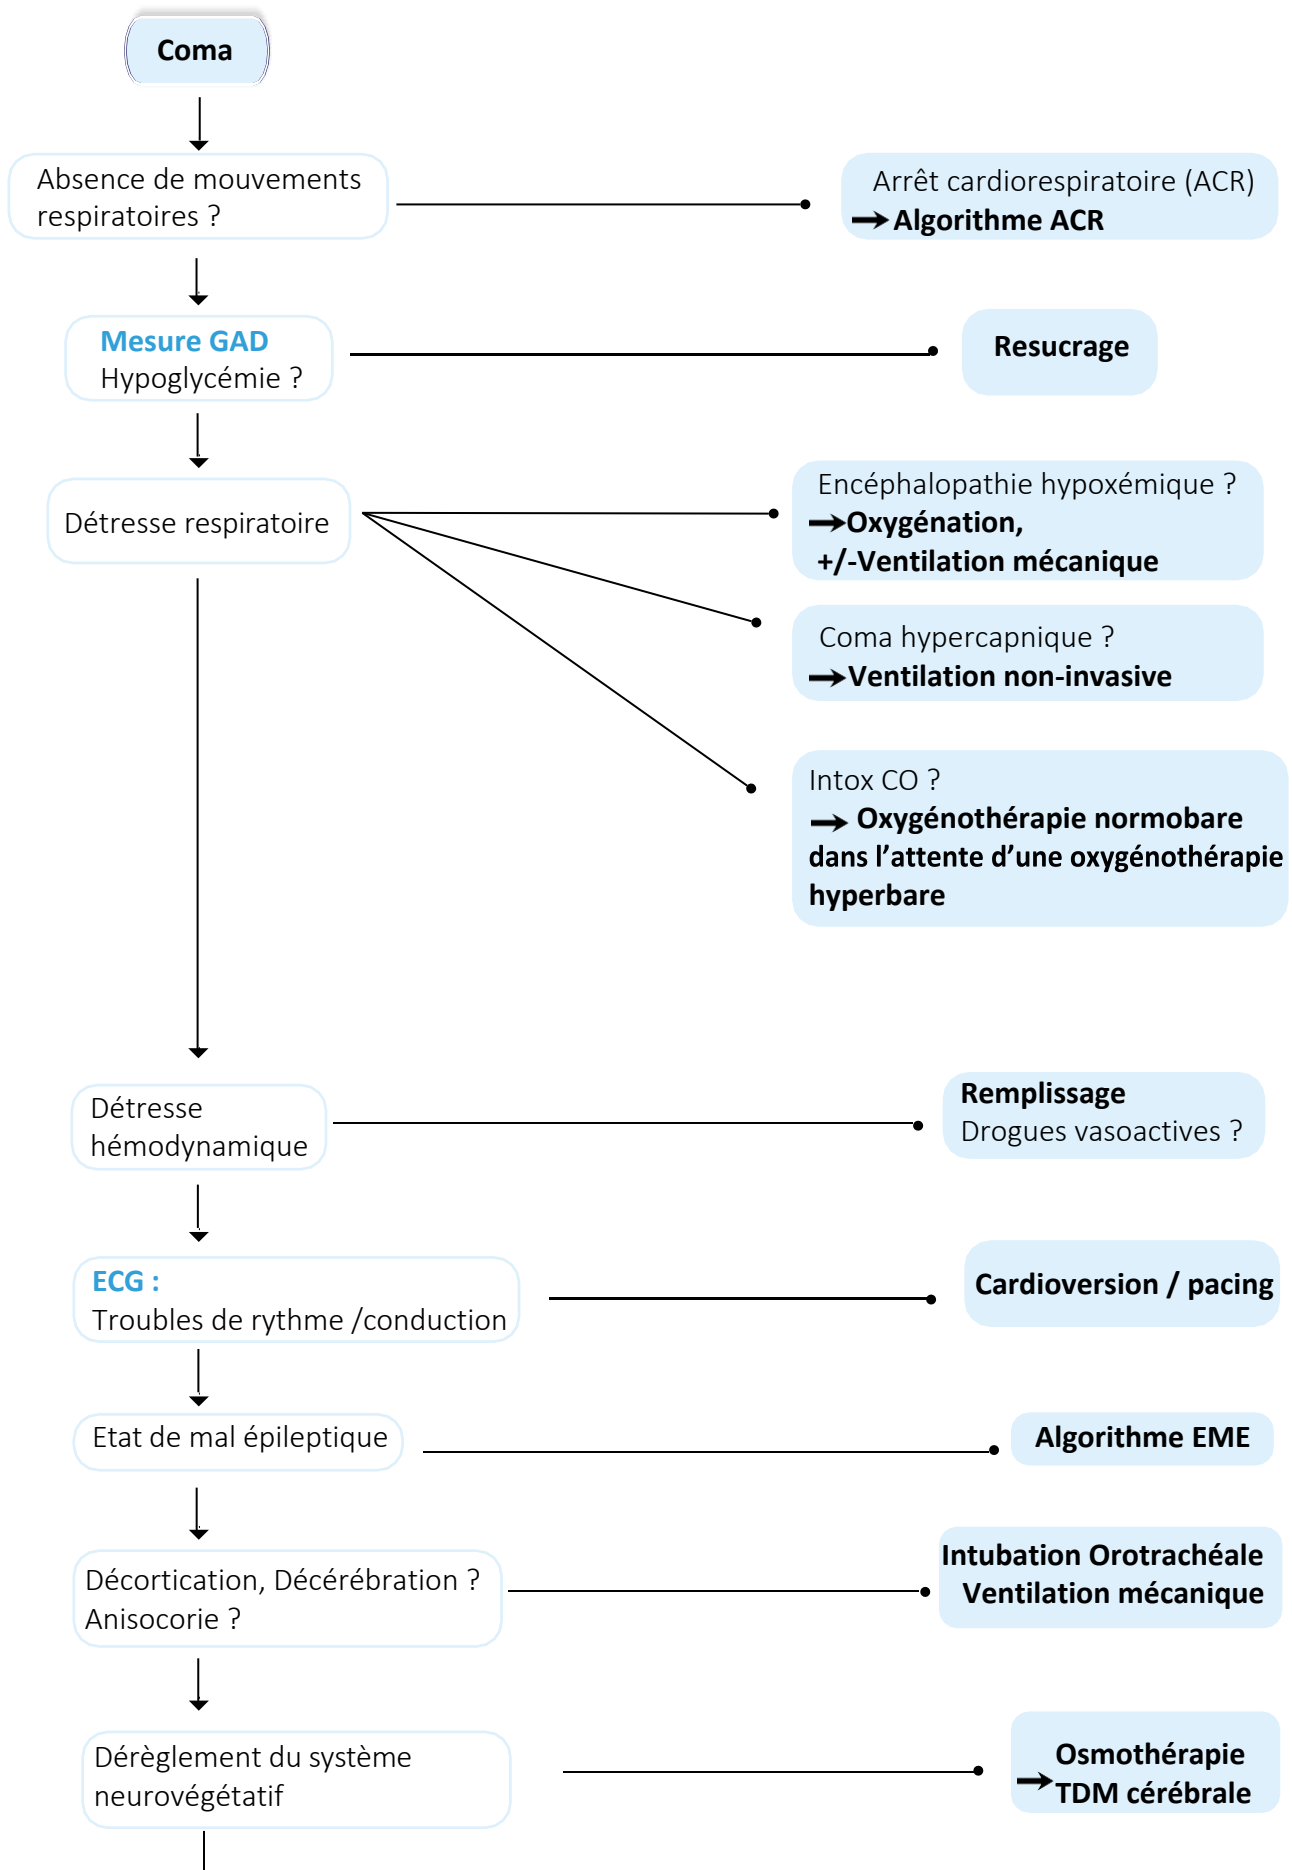 Coma
Absence de mouvements
respiratoires ?
Arrêt cardiorespiratoire (ACR)
→ Algorithme ACR
Mesure GAD
Hypoglycémie ?
Resucrage
Détresse respiratoire
Encéphalopathie hypoxémique ?
→Oxygénation,
+/-Ventilation mécanique
Coma hypercapnique ?
→Ventilation non-invasive
Intox CO ?
→ Oxygénothérapie normobare
dans l’attente d’une oxygénothérapie
hyperbare
Détresse
hémodynamique
Remplissage
Drogues vasoactives ?
ECG :
Troubles de rythme /conduction
Cardioversion / pacing
Etat de mal épileptique
Algorithme EME
Décortication, Décérébration ?
Anisocorie ?
Intubation Orotrachéale
Ventilation mécanique
Dérèglement du système
neurovégétatif
Osmothérapie
→TDM cérébrale